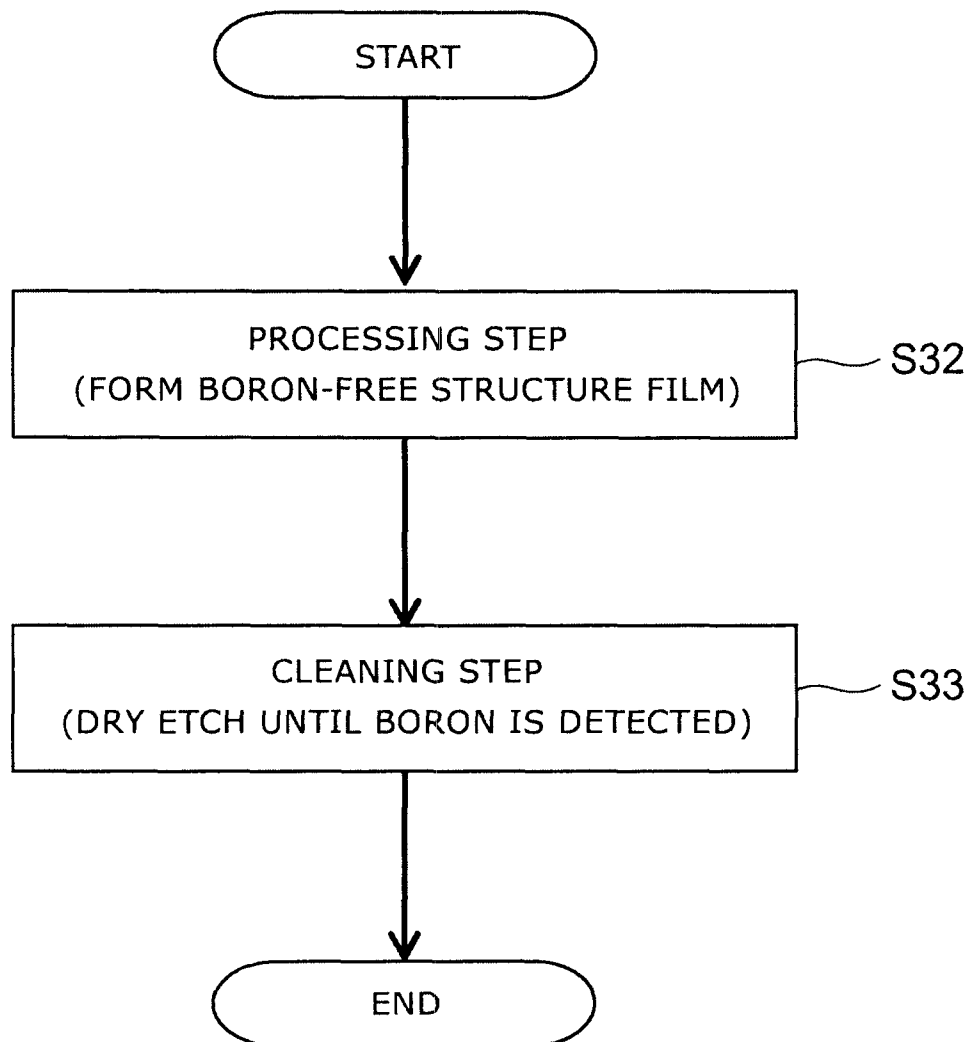 START
PROCESSING STEP
(FORM BORON-FREE STRUCTURE FILM)
S32
CLEANING STEP
(DRY ETCH UNTIL BORON IS DETECTED)
S33
END